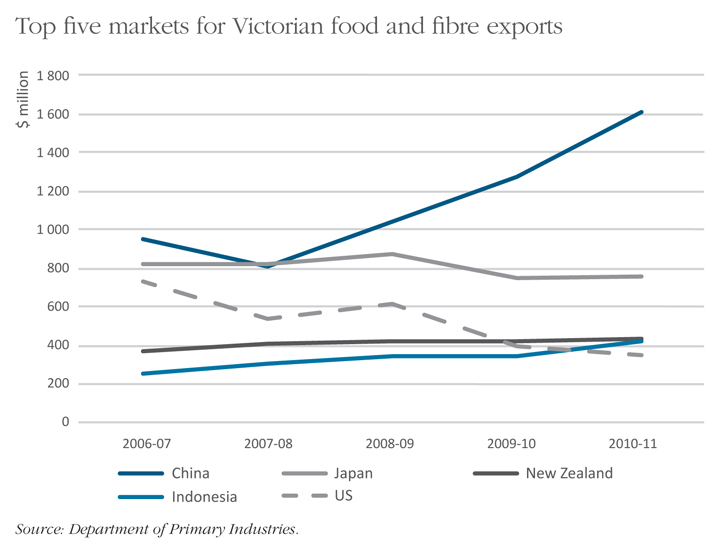 Top five markets for Victorian food and fibre exports
$ million
1 800
1 600
1 400
1 200
1 000
800
600
400
200
0
2006-07 2007-08 2008-09 2009-10 2010-11
China Japan New Zealand
Indonesia US
Source: Department of Primary Industries.